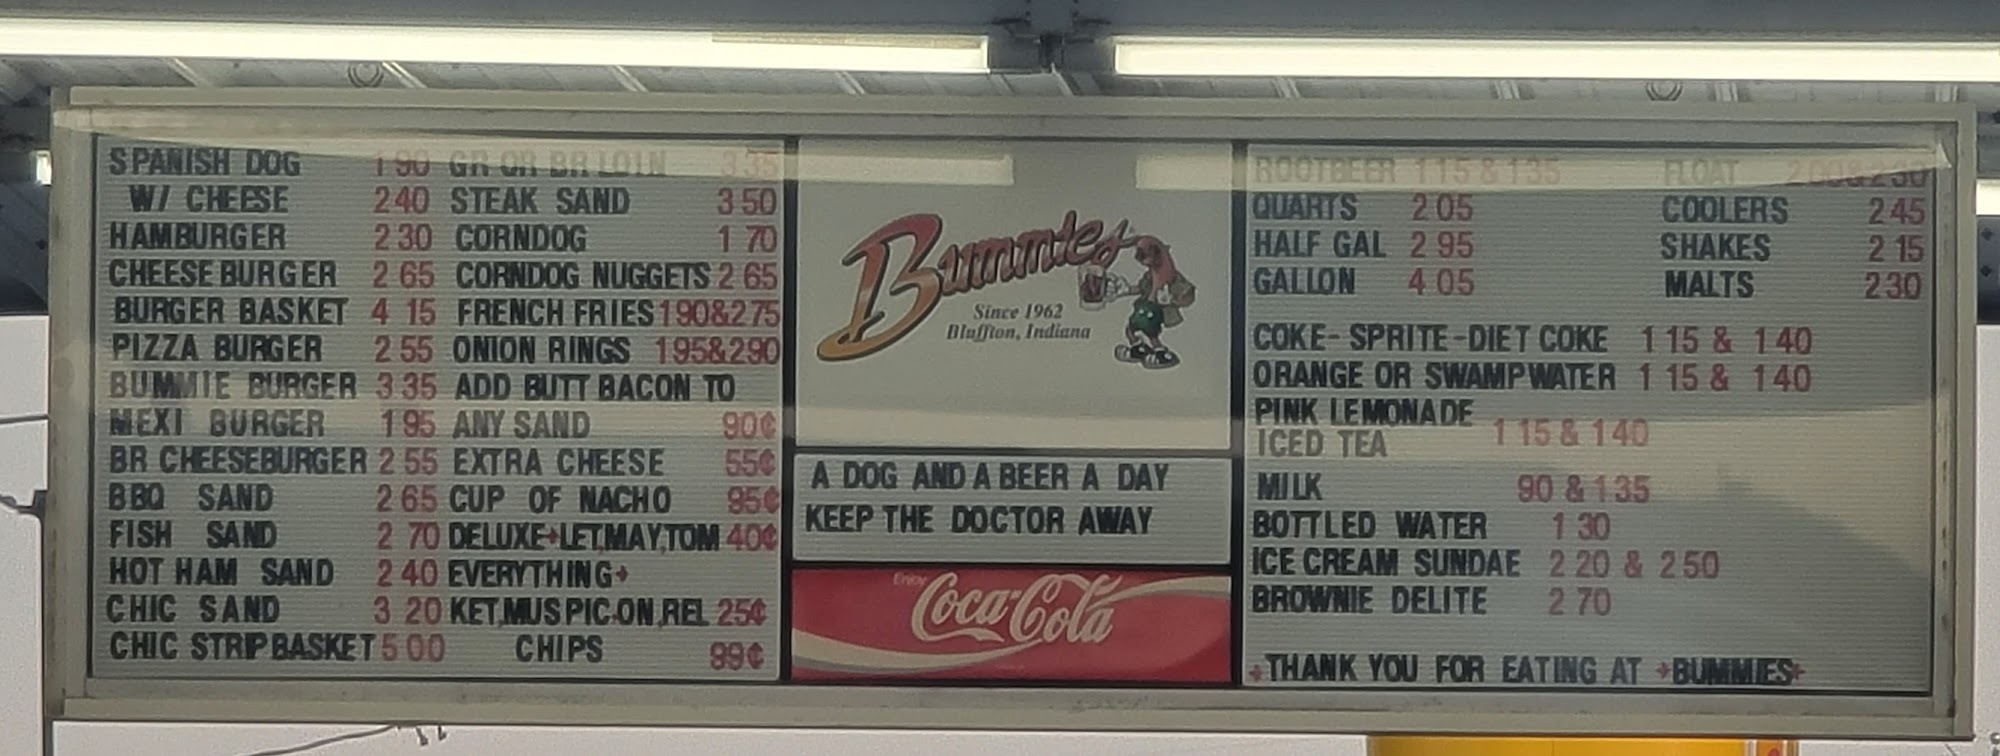 SPANISH DOG 1 90
W/ CHEESE 2 40
HAMBURGER 2 30
CHEESE BURGER 2 65
BURGER BASKET 4 15
PIZZA BURGER 2 55
BUMMIE BURGER 3 35
MEXI BURGER 1 95
BR CHEESEBURGER 2 55
BBQ SAND 2 65
FISH SAND 2 70
HOT HAM SAND 2 40
CHIC SAND 3 20
CHIC STRIP BASKET 5 00
GR OR BR LOIN 3 35
STEAK SAND 3 50
CORNDOG 1 70
CORNDOG NUGGETS 2 65
FRENCH FRIES 1 90 & 2 75
ONION RINGS 1 95 & 2 90
ADD BUTT BACON TO
ANY SAND 90¢
EXTRA CHEESE 55¢
CUP OF NACHO 95¢
DELUXE+LET,MAY,TOM 40¢
EVERYTHING+
KET,MUS PIC.ON,REL 25¢
CHIPS 99¢
Bummies
Since 1962
Bluffton, Indiana
A DOG AND A BEER A DAY
KEEP THE DOCTOR AWAY
Enjoy
Coca-Cola
ROOTBEER 1 15 & 1 35 FLOAT 2 00 & 2 30
QUARTS 2 05 COOLERS 2 45
HALF GAL 2 95 SHAKES 2 15
GALLON 4 05 MALTS 2 30
COKE-SPRITE-DIET COKE 1 15 & 1 40
ORANGE OR SWAMPWATER 1 15 & 1 40
PINK LEMONADE
ICED TEA 1 15 & 1 40
MILK 90 & 1 35
BOTTLED WATER 1 30
ICE CREAM SUNDAE 2 20 & 2 50
BROWNIE DELITE 2 70
+THANK YOU FOR EATING AT +BUMMIES+